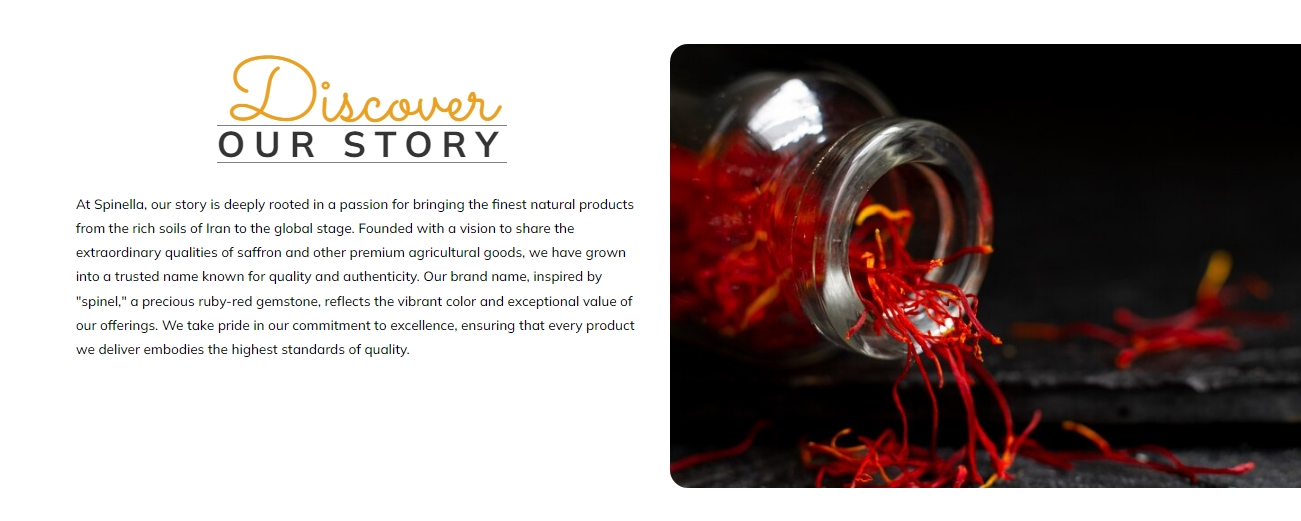 Discover
OUR STORY
At Spinella, our story is deeply rooted in a passion for bringing the finest natural products
from the rich soils of Iran to the global stage. Founded with a vision to share the
extraordinary qualities of saffron and other premium agricultural goods, we have grown
into a trusted name known for quality and authenticity. Our brand name, inspired by
"spinel," a precious ruby-red gemstone, reflects the vibrant color and exceptional value of
our offerings. We take pride in our commitment to excellence, ensuring that every product
we deliver embodies the highest standards of quality.